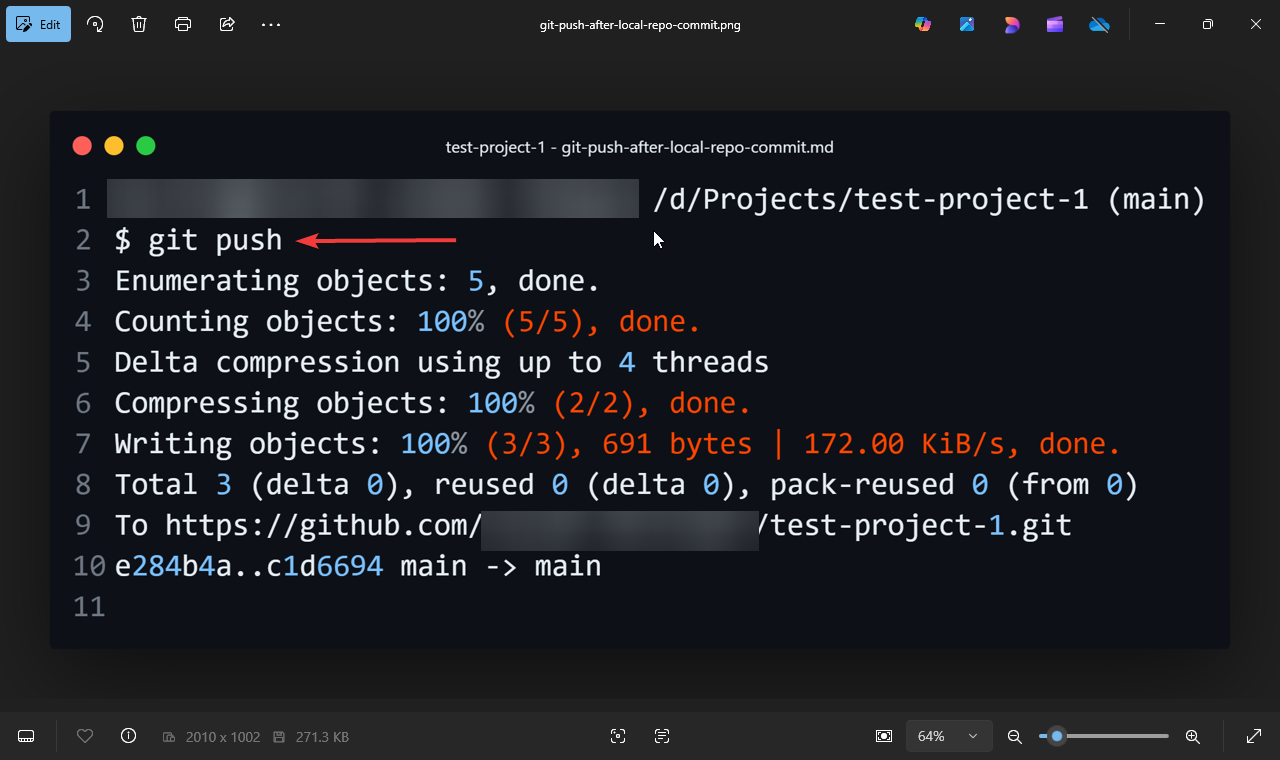 Edit
git-push-after-local-repo-commit.png
test-project-1 - git-push-after-local-repo-commit.md
1 /d/Projects/test-project-1 (main)
2 $ git push
3 Enumerating objects: 5, done.
4 Counting objects: 100% (5/5), done.
5 Delta compression using up to 4 threads
6 Compressing objects: 100% (2/2), done.
7 Writing objects: 100% (3/3), 691 bytes | 172.00 KiB/s, done.
8 Total 3 (delta 0), reused 0 (delta 0), pack-reused 0 (from 0)
9 To https://github.com/ /test-project-1.git
10 e284b4a..c1d6694 main -> main
11
2010 x 1002 271.3 KB
64%